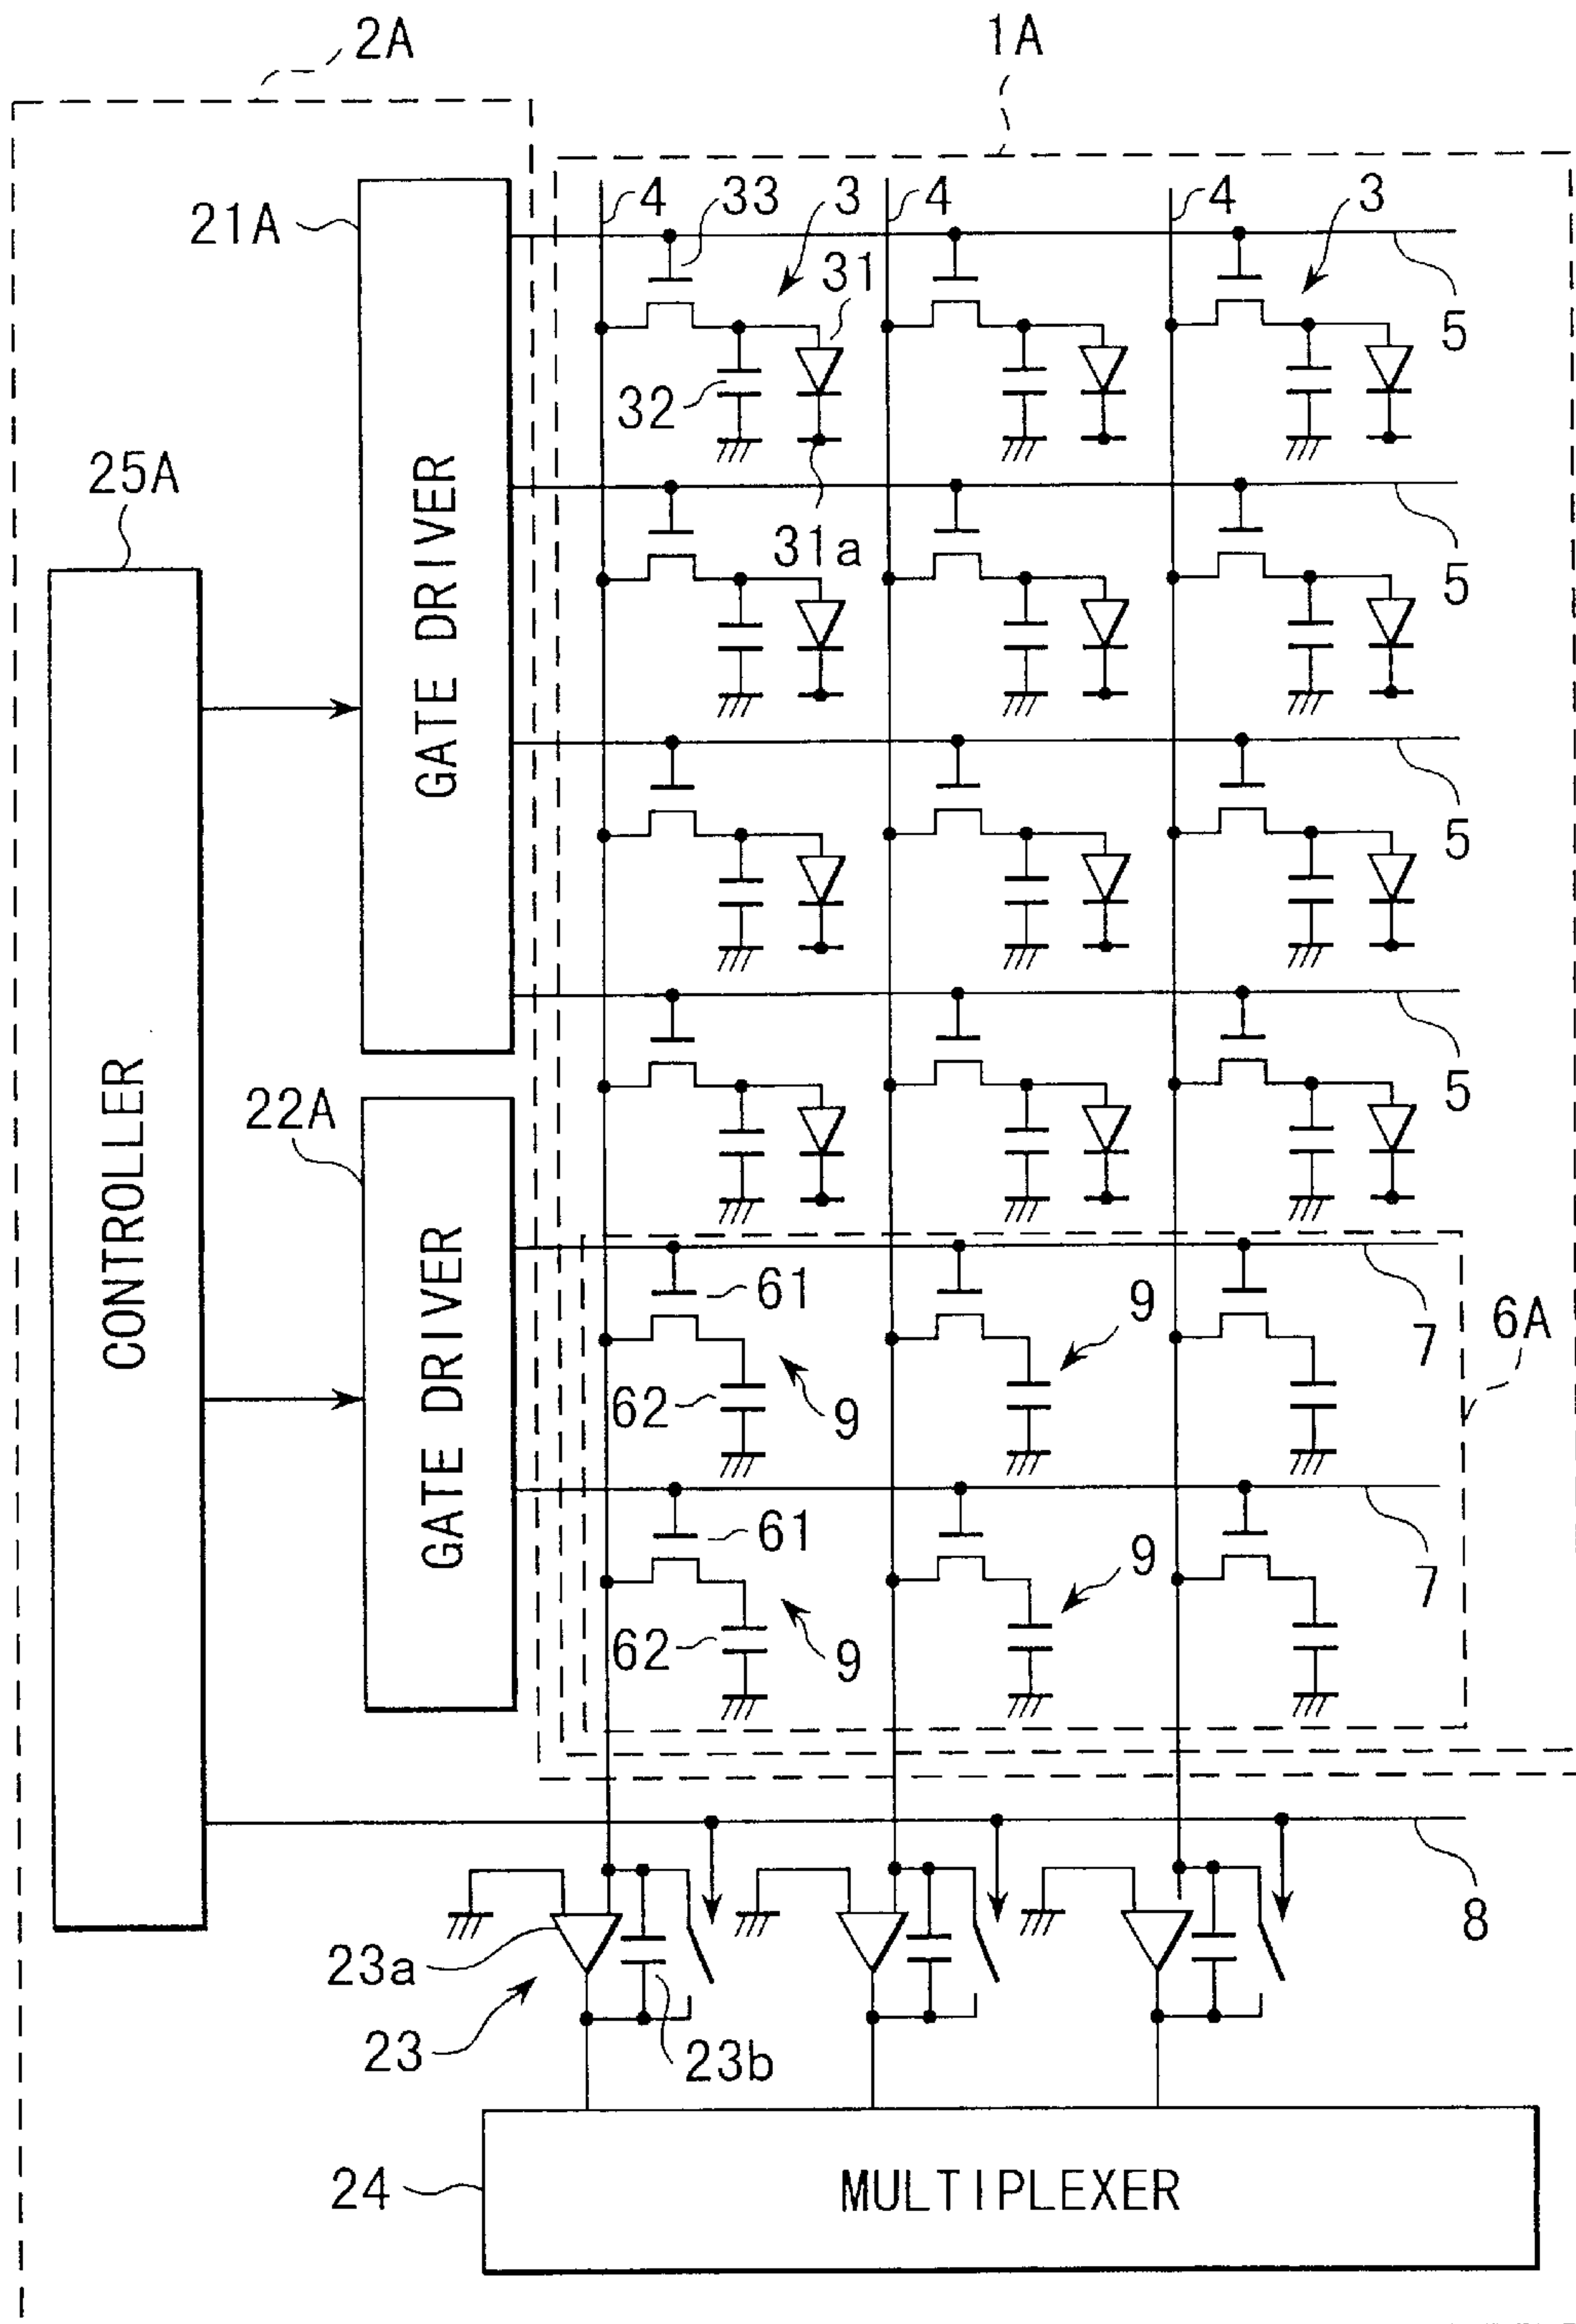 2A
1A
21A
4
33
3
4
4
3
31
5
32
25A
31a
5
GATE DRIVER
5
CONTROLLER
22A
5
GATE DRIVER
61
9
7
6A
62
9
61
9
7
62
9
8
23a
23
23b
24
MULTIPLEXER